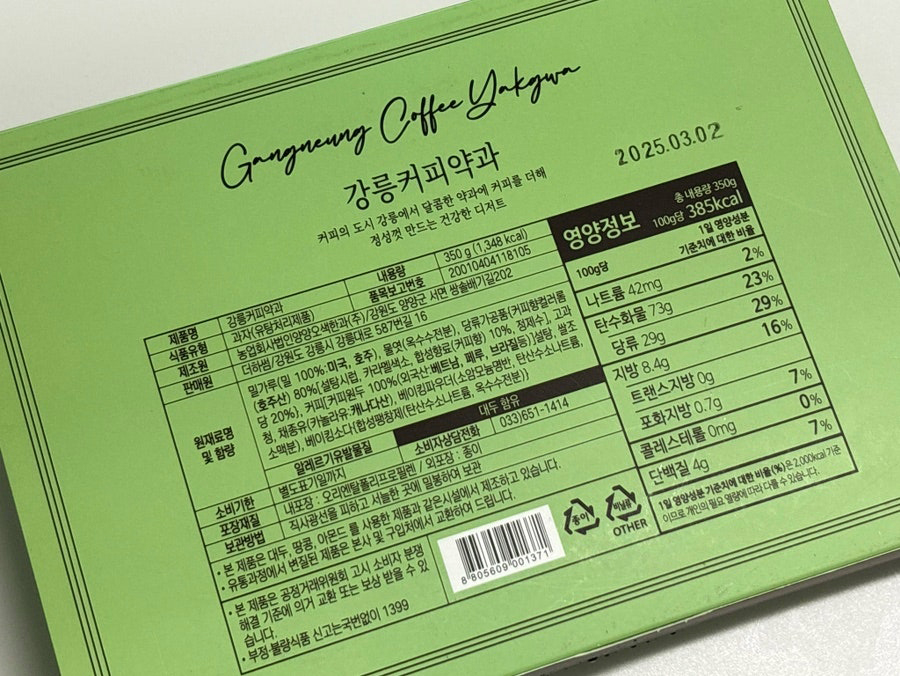 Gangneung Coffee Yakgwa
강릉커피약과
커피의 도시 강릉에서 달콤한 약과에 커피를 더해
정성껏 만드는 건강한 디저트
2025.03.02
제품명 강릉커피약과 내용량 350 g (1,348 kcal)
식품유형 과자(유탕처리제품) 품목보고번호 20010404118105
제조원 농업회사법인양양오색한과(주)/강원도 양양군 서면 쌍솔배기길202
판매원 더하쎔/강원도 강릉시 강릉대로 587번길 16
원재료명 및 함량
밀가루(밀 100%:미국, 호주), 물엿(옥수수전분), 당류가공품(커피향컬러롬
(호주산) 80%{설탕시럽, 카라멜색소, 합성향료(커피향) 10%, 정제수}, 고과
당 20%), 커피{커피원두 100%(외국산:베트남, 페루, 브라질등)}설탕, 쌀조
청, 채종유(카놀라유:캐나다산), 베이킹파우더(소암모늄명반, 탄산수소나트륨,
소맥분), 베이킹소다{합성팽창제(탄산수소나트륨, 옥수수전분)}
알레르기유발물질 대두 함유
소비기한 별도표기일까지 소비자상담전화 033)651-1414
포장재질 내포장 : 오리엔탈폴리프로필렌 / 외포장 : 종이
보관방법 직사광선을 피하고 서늘한 곳에 밀봉하여 보관
• 본 제품은 대두, 땅콩, 아몬드 를 사용한 제품과 같은시설에서 제조하고 있습니다.
• 유통과정에서 변질된 제품은 본사 및 구입처에서 교환하여 드립니다.
• 본 제품은 공정거래위원회 고시 소비자 분쟁
해결 기준에 의거 교환 또는 보상 받을 수 있
습니다.
• 부정·불량식품 신고는국번없이 1399
8 805609 001371
종이
비닐류
OTHER
영양정보
총 내용량 350g
100g당 385kcal
100g당
1일 영양성분
기준치에 대한 비율
나트륨 42mg 2%
탄수화물 73g 23%
당류 29g 29%
지방 8.4g 16%
트랜스지방 0g
포화지방 0.7g 7%
콜레스테롤 0mg 0%
단백질 4g 7%
1일 영양성분 기준치에 대한 비율(%)은 2,000kcal 기준
이므로 개인의 필요 열량에 따라 다를 수 있습니다.